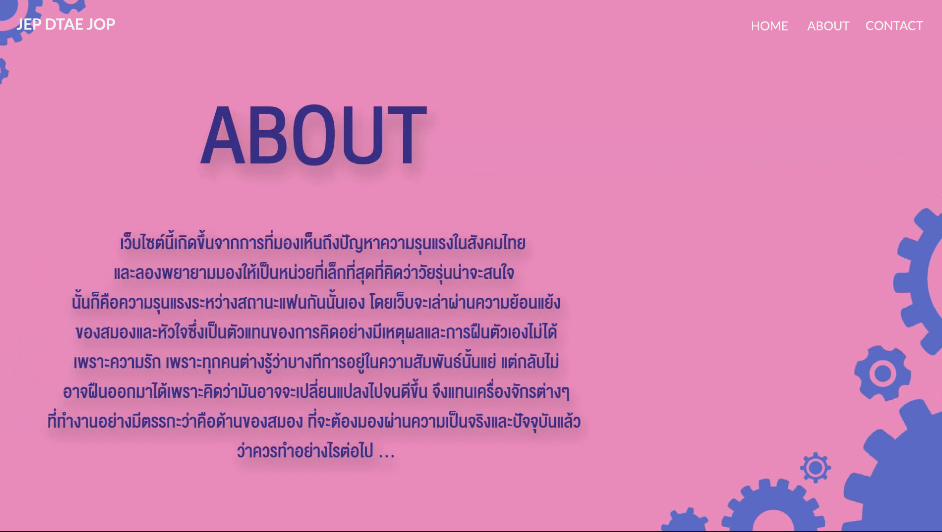 JEP DTAE JOP
HOME ABOUT CONTACT
ABOUT
เว็บไซต์นี้เกิดขึ้นจากการที่มองเห็นถึงปัญหาความรุนแรงในสังคมไทย
และลองพยายามมองให้เป็นหน่วยที่เล็กที่สุดที่คิดว่าวัยรุ่นน่าจะสนใจ
นั้นก็คือความรุนแรงระหว่างสถานะแฟนกันนั้นเอง โดยเว็บจะเล่าผ่านความย้อนแย้ง
ของสมองและหัวใจซึ่งเป็นตัวแทนของการคิดอย่างมีเหตุผลและการฝืนตัวเองไม่ได้
เพราะความรัก เพราะทุกคนต่างรู้ว่าบางทีการอยู่ในความสัมพันธ์นั้นแย่ แต่กลับไม่
อาจฝืนออกมาได้เพราะคิดว่ามันอาจจะเปลี่ยนแปลงไปจนดีขึ้น จึงแทนเครื่องจักรต่างๆ
ที่ทำงานอย่างมีตรรกะว่าคือด้านของสมอง ที่จะต้องมองผ่านความเป็นจริงและปัจจุบันแล้ว
ว่าควรทำอย่างไรต่อไป ...